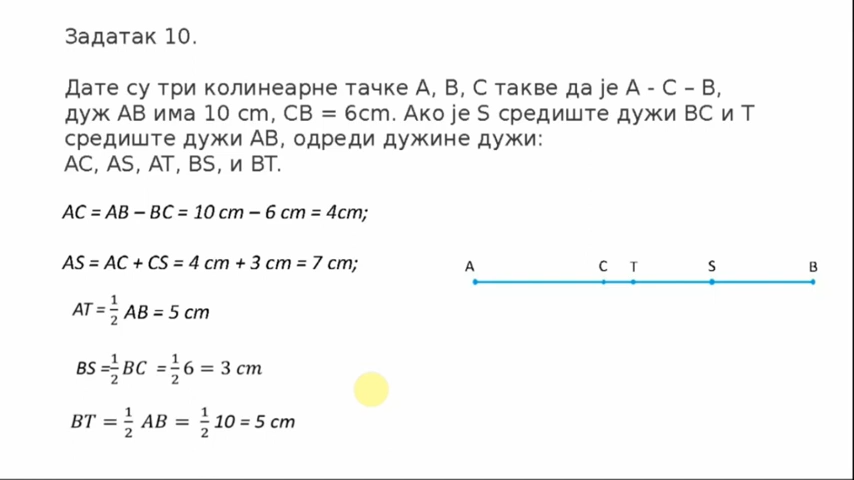 Задатак 10.
Дате су три колинеарне тачке A, B, C такве да је A - C – B,
дуж AB има 10 cm, CB = 6cm. Ако је S средиште дужи BC и T
средиште дужи AB, одреди дужине дужи:
AC, AS, AT, BS, и BT.
AC = AB – BC = 10 cm – 6 cm = 4cm;
AS = AC + CS = 4 cm + 3 cm = 7 cm;
A C T S B
AT = 1/2 AB = 5 cm
BS = 1/2 BC = 1/2 6 = 3 cm
BT = 1/2 AB = 1/2 10 = 5 cm